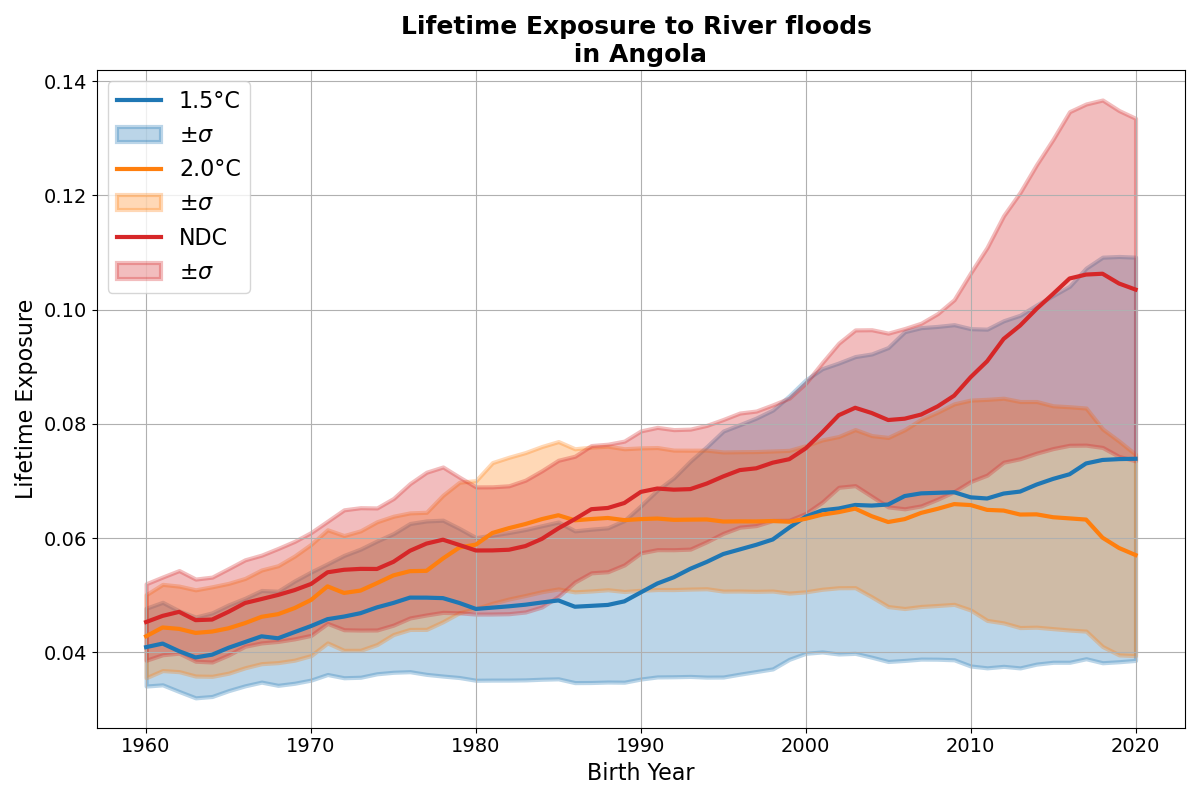 Lifetime Exposure to River floods
in Angola
1.5°C
±σ
2.0°C
±σ
NDC
±σ
Lifetime Exposure
0.14
0.12
0.10
0.08
0.06
0.04
1960 1970 1980 1990 2000 2010 2020
Birth Year